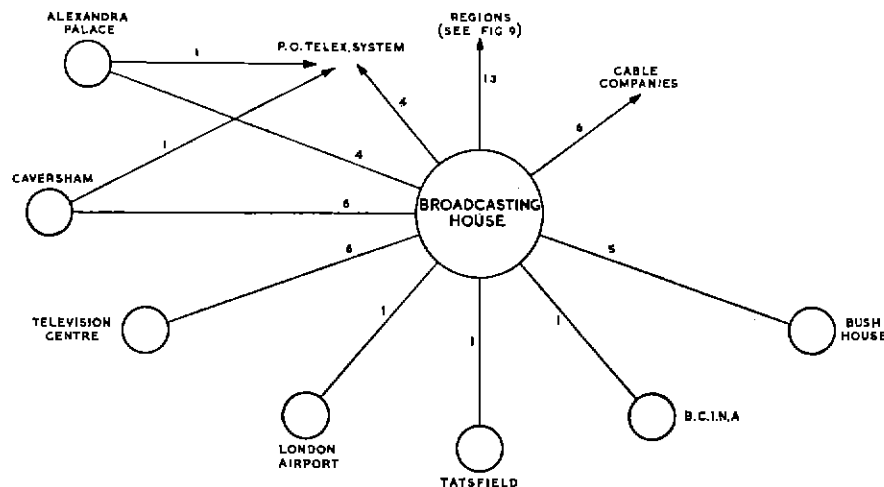 ALEXANDRA
PALACE
1
P.O. TELEX. SYSTEM
REGIONS
(SEE FIG 9)
13
CABLE
COMPANIES
4
6
1
4
CAVERSHAM
6
BROADCASTING
HOUSE
6
5
TELEVISION
CENTRE
1
1
1
BUSH
HOUSE
LONDON
AIRPORT
TATSFIELD
B.C.I.N,A